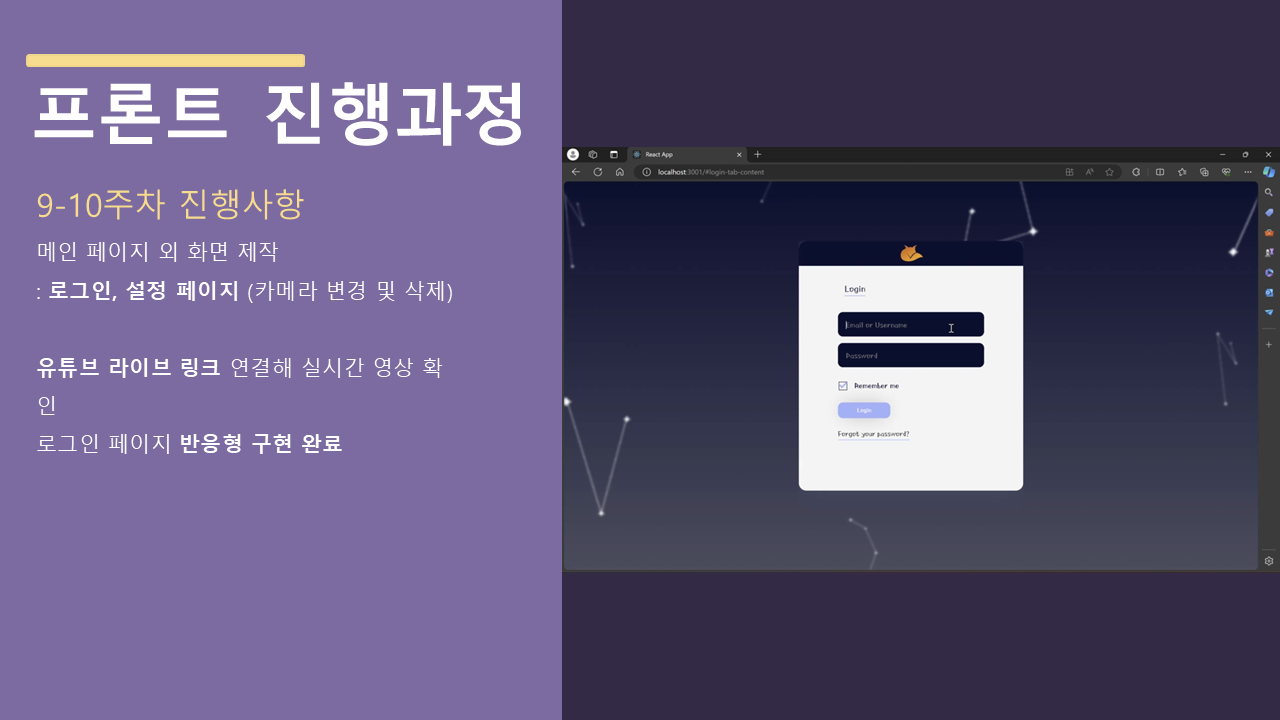 프론트 진행과정
9-10주차 진행사항
메인 페이지 외 화면 제작
: 로그인, 설정 페이지 (카메라 변경 및 삭제)
유튜브 라이브 링크 연결해 실시간 영상 확
인
로그인 페이지 반응형 구현 완료
React App
localhost:3001/#login-tab-content
Login
Email or Username
Password
Remember me
Login
Forgot your password?